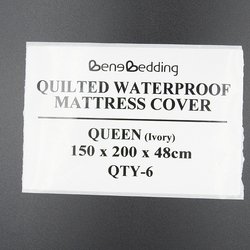 BeneBedding
QUILTED WATERPROOF
MATTRESS COVER
QUEEN (Ivory)
150 x 200 x 48cm
QTY-6